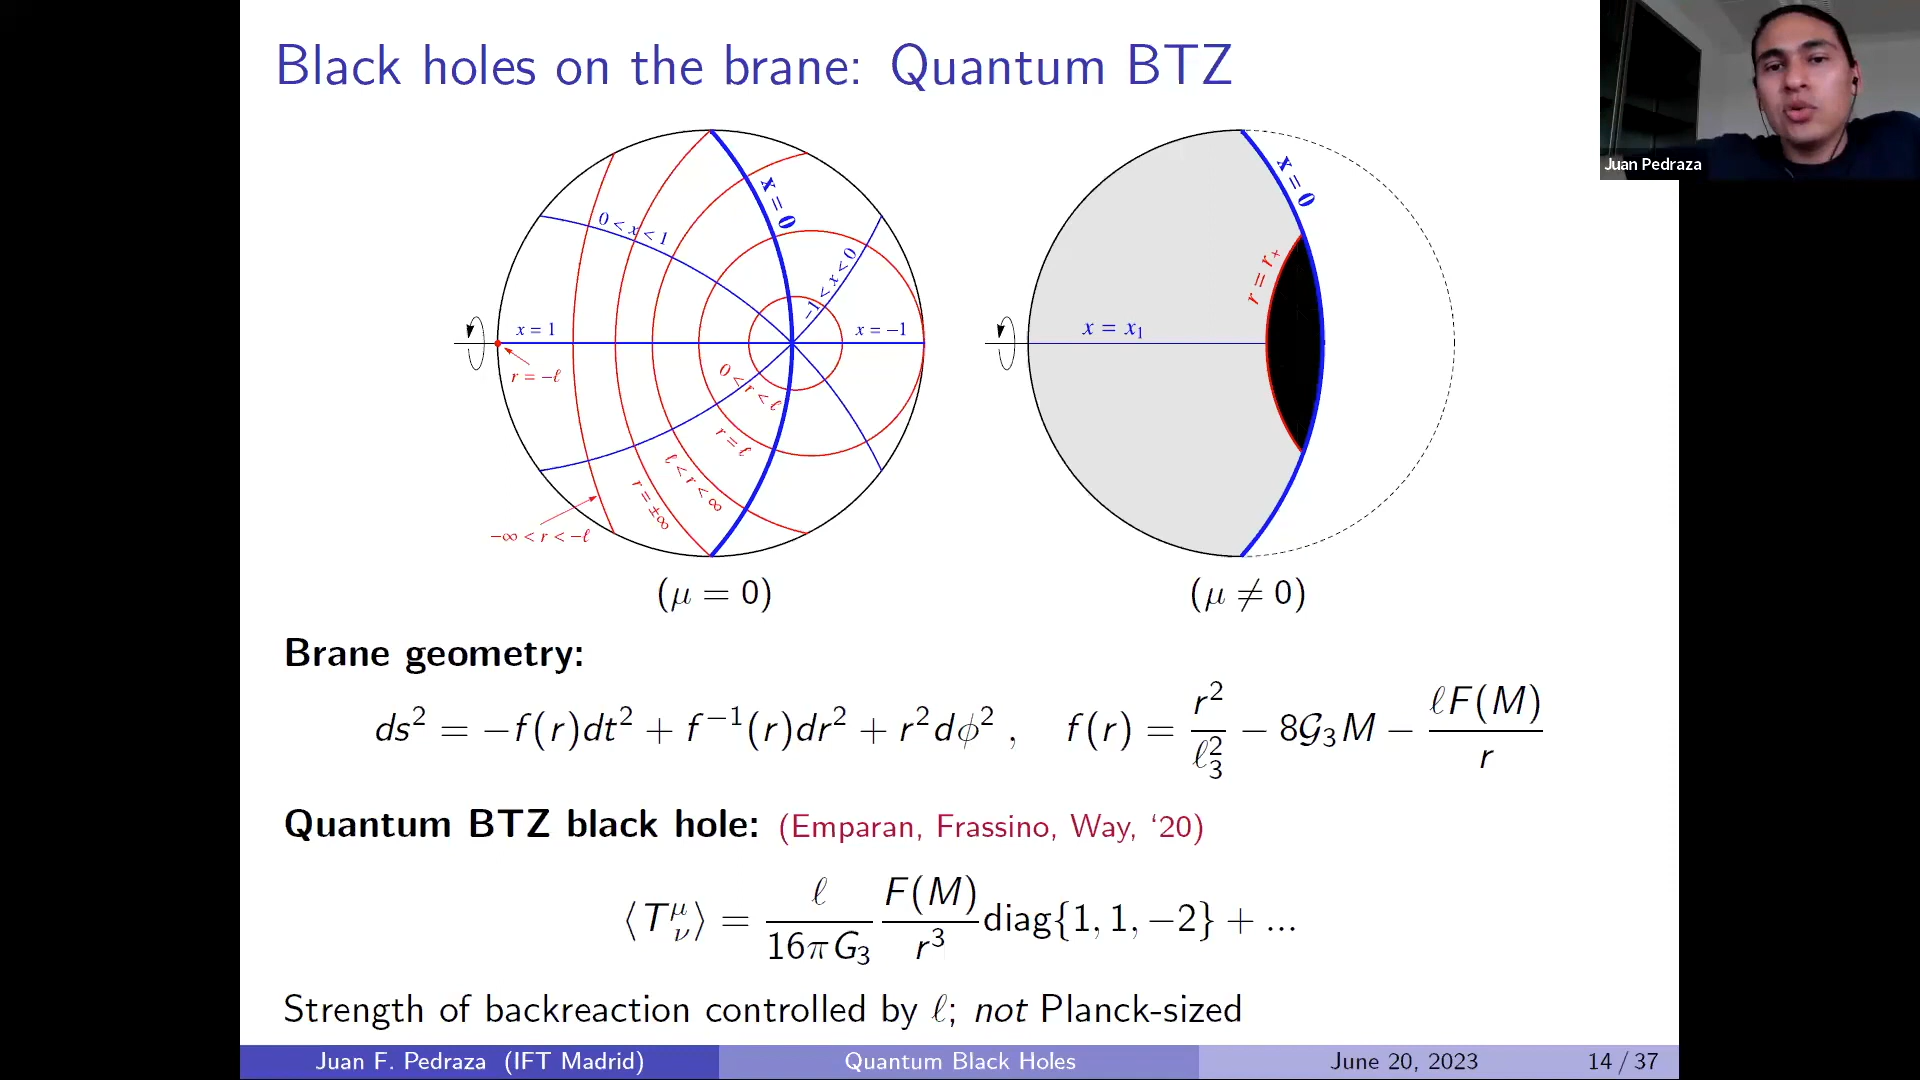 Black holes on the brane: Quantum BTZ
Juan Pedraza
x = 0
0 < x < 1
-1 < x < 0
x = 1
x = -1
r = -ℓ
0 < r < ℓ
r = ℓ
ℓ < r < ∞
r = ±∞
-∞ < r < -ℓ
(μ = 0)
x = 0
r = r₊
x = x₁
(μ ≠ 0)
Brane geometry:
ds² = −f(r)dt² + f⁻¹(r)dr² + r²dϕ² , f(r) = r²/ℓ₃² − 8𝒢₃M − ℓF(M)/r
Quantum BTZ black hole: (Emparan, Frassino, Way, ‘20)
⟨T^μ_ν⟩ = ℓ/16πG₃ F(M)/r³ diag{1, 1, −2} + ...
Strength of backreaction controlled by ℓ; not Planck-sized
Juan F. Pedraza (IFT Madrid) Quantum Black Holes June 20, 2023 14 / 37